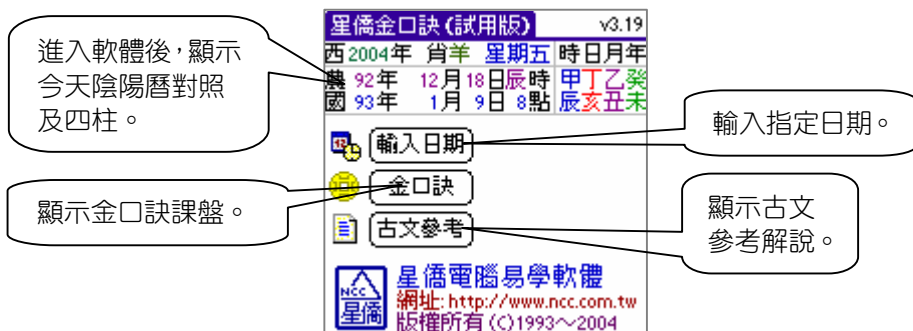 星僑金口訣(試用版) v3.19
西2004年 肖羊 星期五 時日月年
農 92年 12月18日辰時 甲丁乙癸
國 93年 1月 9日 8點 辰亥丑未
輸入日期
金口訣
古文參考
NCC
星僑
星僑電腦易學軟體
網址: http://www.ncc.com.tw
版權所有 (C)1993～2004
進入軟體後，顯示
今天陰陽曆對照
及四柱。
輸入指定日期。
顯示金口訣課盤。
顯示古文
參考解說。